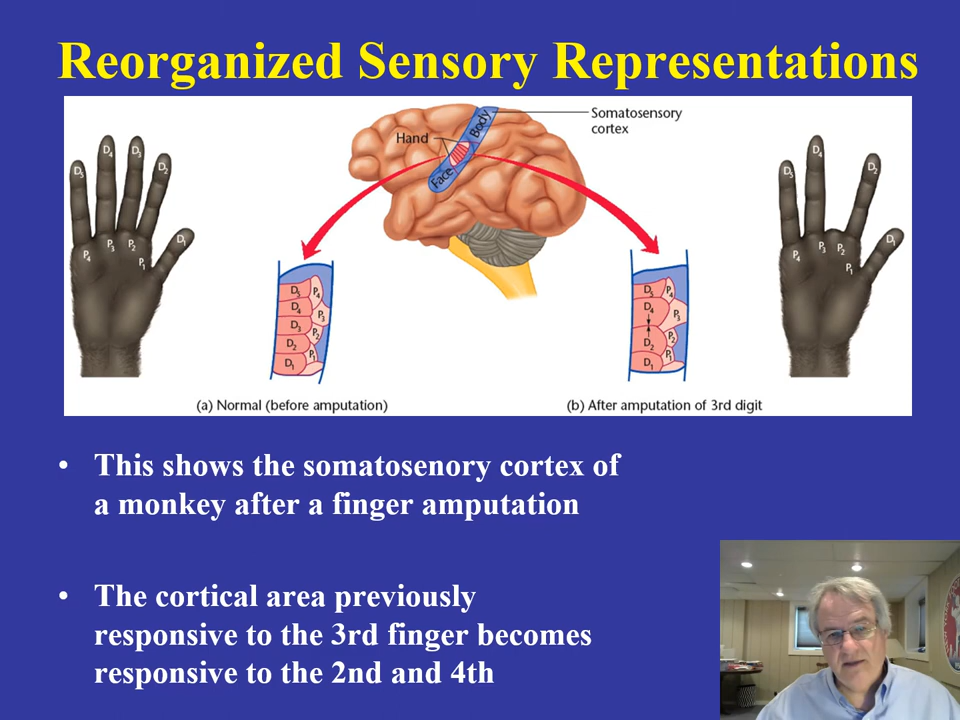 Reorganized Sensory Representations
Somatosensory
cortex
Hand
Body
Face
D5
D4
D3
D2
D1
P4
P3
P2
P1
D5
D4
D2
D1
P4
P3
P2
P1
D5
D4
D3
D2
D1
P4
P3
P2
P1
D5
D4
D2
D1
P4
P3
P2
P1
(a) Normal (before amputation)
(b) After amputation of 3rd digit
• This shows the somatosenory cortex of
a monkey after a finger amputation
• The cortical area previously
responsive to the 3rd finger becomes
responsive to the 2nd and 4th